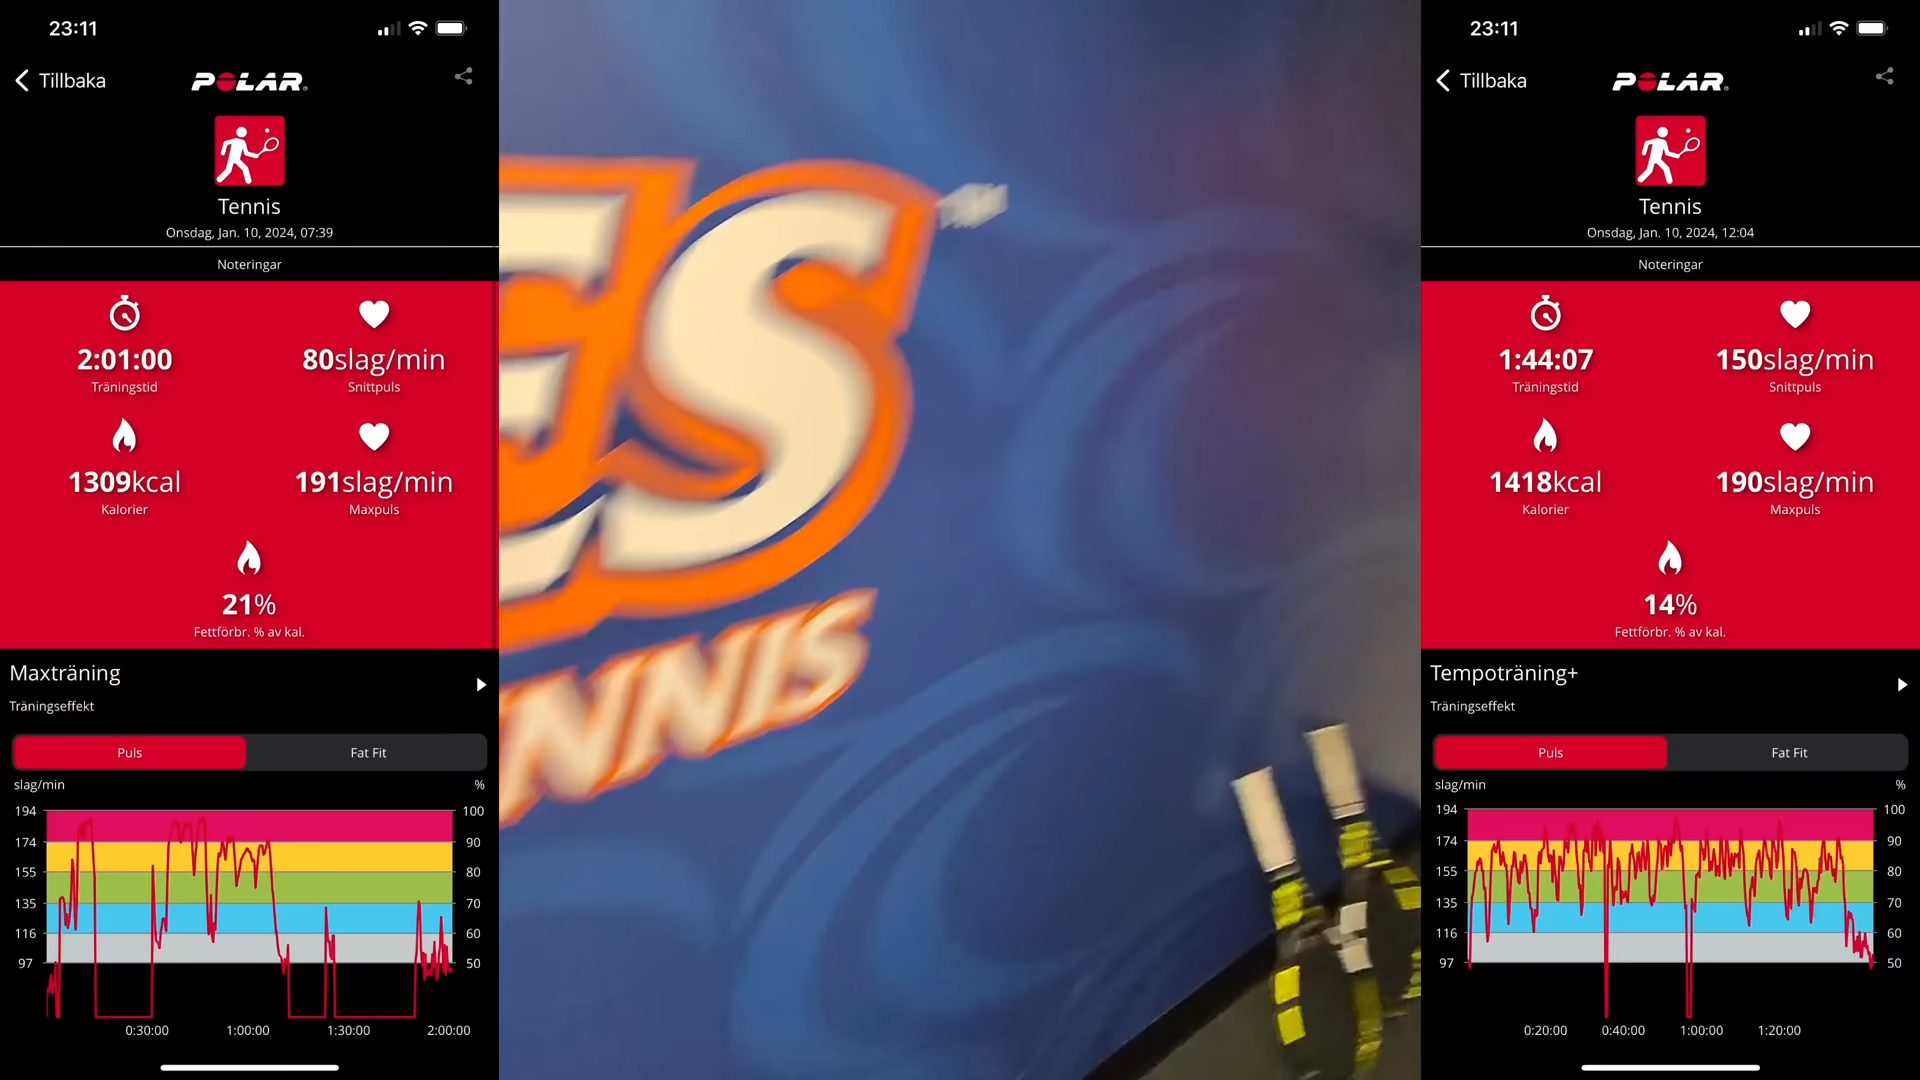 23:11
Tillbaka
POLAR
Tennis
Onsdag, Jan. 10, 2024, 07:39
Noteringar
2:01:00
Träningstid
80slag/min
Snittpuls
1309kcal
Kalorier
191slag/min
Maxpuls
21%
Fettförbr. % av kal.
Maxträning
Träningseffekt
Puls
Fat Fit
slag/min
%
194
100
174
90
155
80
135
70
116
60
97
50
0:30:00
1:00:00
1:30:00
2:00:00
ES
NNIS
23:11
Tillbaka
POLAR
Tennis
Onsdag, Jan. 10, 2024, 12:04
Noteringar
1:44:07
Träningstid
150slag/min
Snittpuls
1418kcal
Kalorier
190slag/min
Maxpuls
14%
Fettförbr. % av kal.
Tempoträning+
Träningseffekt
Puls
Fat Fit
slag/min
%
194
100
174
90
155
80
135
70
116
60
97
50
0:20:00
0:40:00
1:00:00
1:20:00